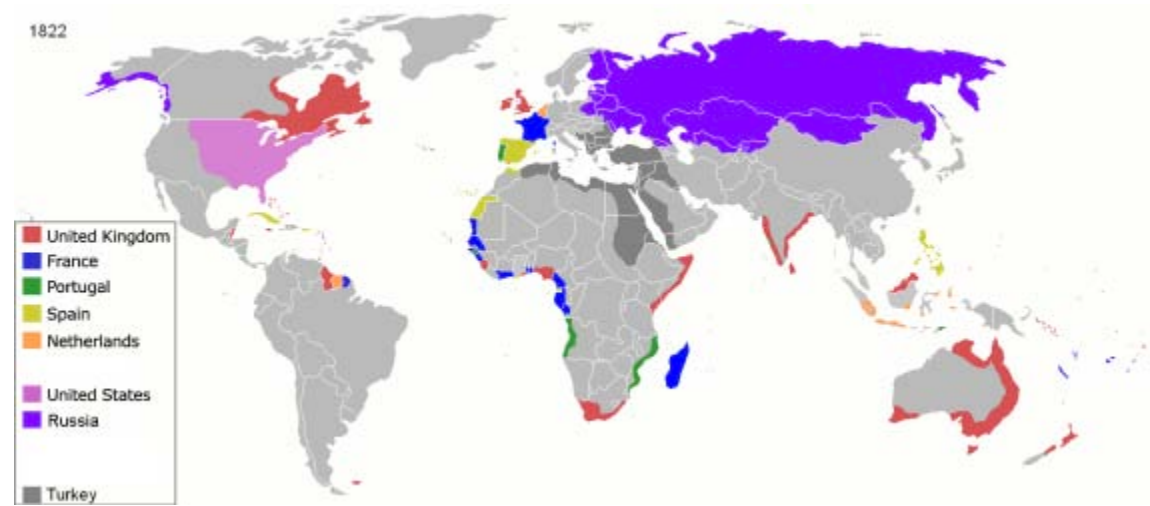 1822
United Kingdom
France
Portugal
Spain
Netherlands
United States
Russia
Turkey